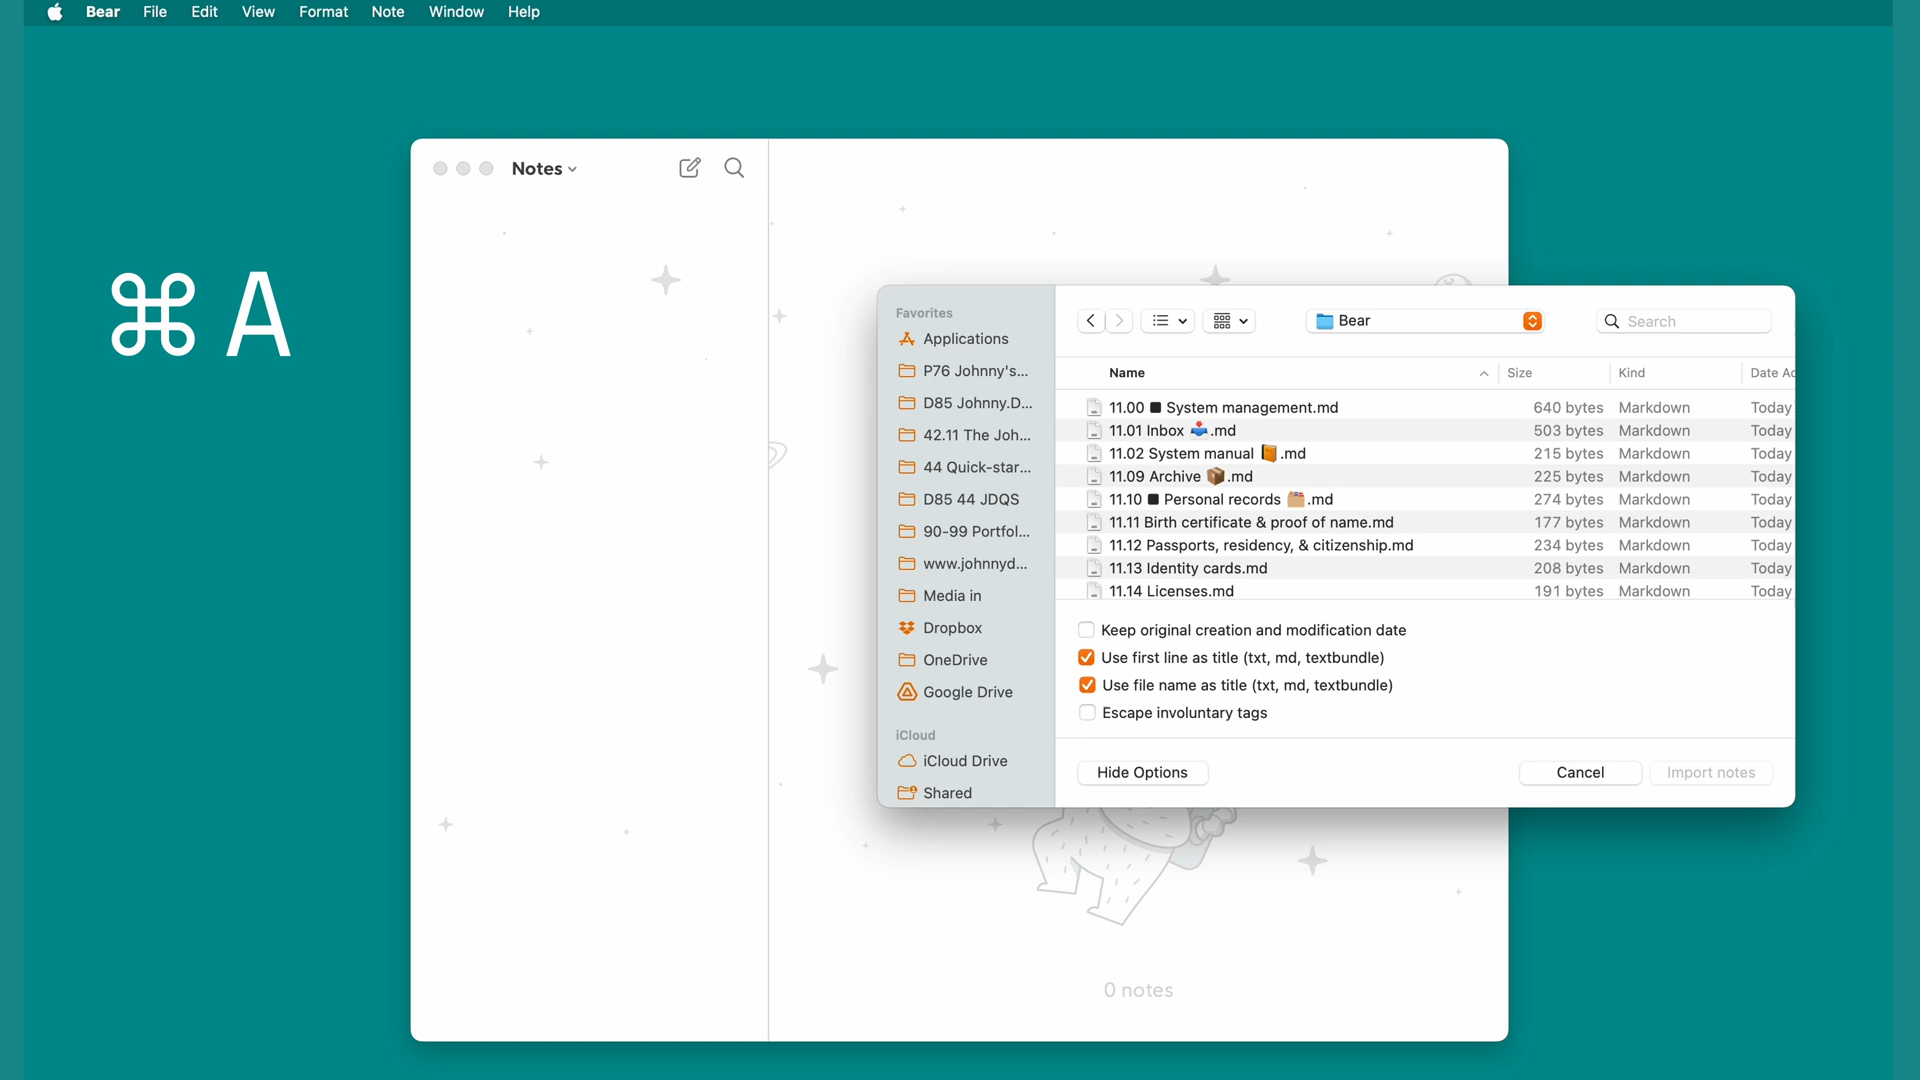 Bear File Edit View Format Note Window Help
⌘ A
Notes
Favorites
Applications
P76 Johnny's...
D85 Johnny.D...
42.11 The Joh...
44 Quick-star...
D85 44 JDQS
90-99 Portfol...
www.johnnyd...
Media in
Dropbox
OneDrive
Google Drive
iCloud
iCloud Drive
Shared
Bear
Search
Name Size Kind Date Ad
11.00 ■ System management.md 640 bytes Markdown Today
11.01 Inbox 📥.md 503 bytes Markdown Today
11.02 System manual 📙.md 215 bytes Markdown Today
11.09 Archive 📦.md 225 bytes Markdown Today
11.10 ■ Personal records 🗂️.md 274 bytes Markdown Today
11.11 Birth certificate & proof of name.md 177 bytes Markdown Today
11.12 Passports, residency, & citizenship.md 234 bytes Markdown Today
11.13 Identity cards.md 208 bytes Markdown Today
11.14 Licenses.md 191 bytes Markdown Today
Keep original creation and modification date
Use first line as title (txt, md, textbundle)
Use file name as title (txt, md, textbundle)
Escape involuntary tags
Hide Options Cancel Import notes
0 notes